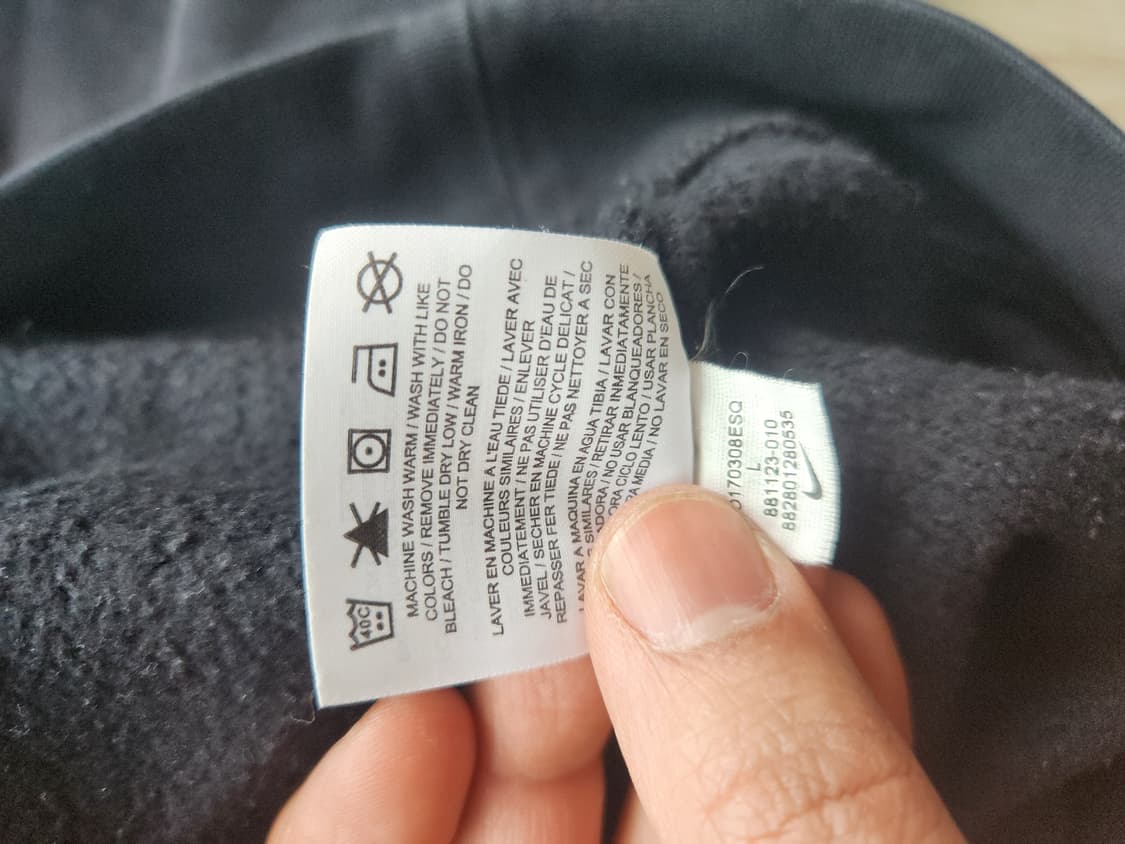 40C
MACHINE WASH WARM / WASH WITH LIKE
COLORS / REMOVE IMMEDIATELY / DO NOT
BLEACH / TUMBLE DRY LOW / WARM IRON / DO
NOT DRY CLEAN
LAVER EN MACHINE À L'EAU TIEDE / LAVER AVEC
COULEURS SIMILAIRES / ENLEVER
IMMEDIATEMENT / NE PAS UTILISER D'EAU DE
JAVEL / SECHER EN MACHINE CYCLE DELICAT /
REPASSER FER TIEDE / NE PAS NETTOYER A SEC
LAVAR A MAQUINA EN AGUA TIBIA / LAVAR CON
SIMILARES / RETIRAR INMEDIATAMENTE
/ NO USAR BLANQUEADORES /
CICLO LENTO / USAR PLANCHA
MEDIA / NO LAVAR EN SECO
0170308ESQ
L
881123-010
882801280535